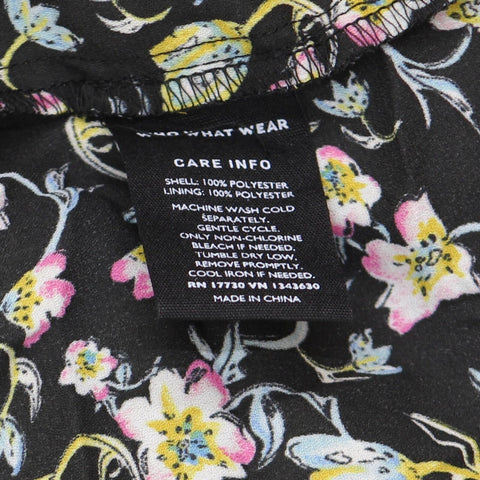 WHO WHAT WEAR
CARE INFO
SHELL: 100% POLYESTER
LINING: 100% POLYESTER
MACHINE WASH COLD
SEPARATELY.
GENTLE CYCLE.
ONLY NON-CHLORINE
BLEACH IF NEEDED.
TUMBLE DRY LOW.
REMOVE PROMPTLY.
COOL IRON IF NEEDED.
RN 17730 VN 1343630
MADE IN CHINA